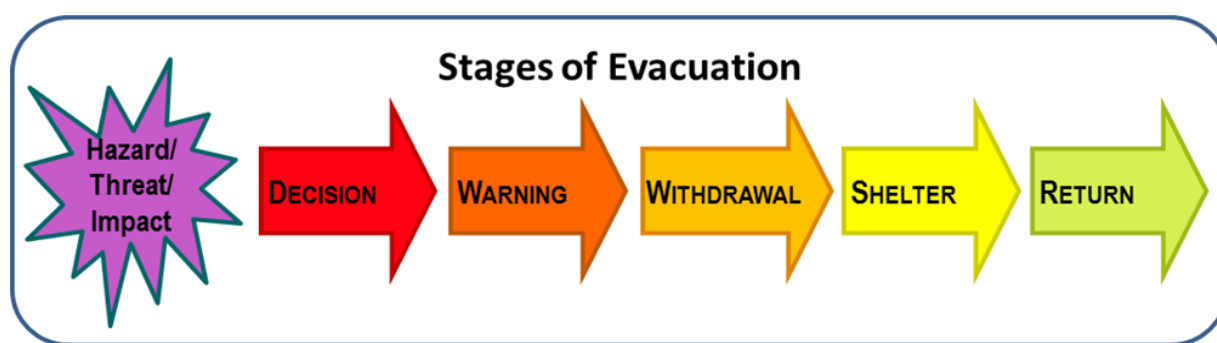 Stages of Evacuation
Hazard/
Threat/
Impact
DECISION
WARNING
WITHDRAWAL
SHELTER
RETURN